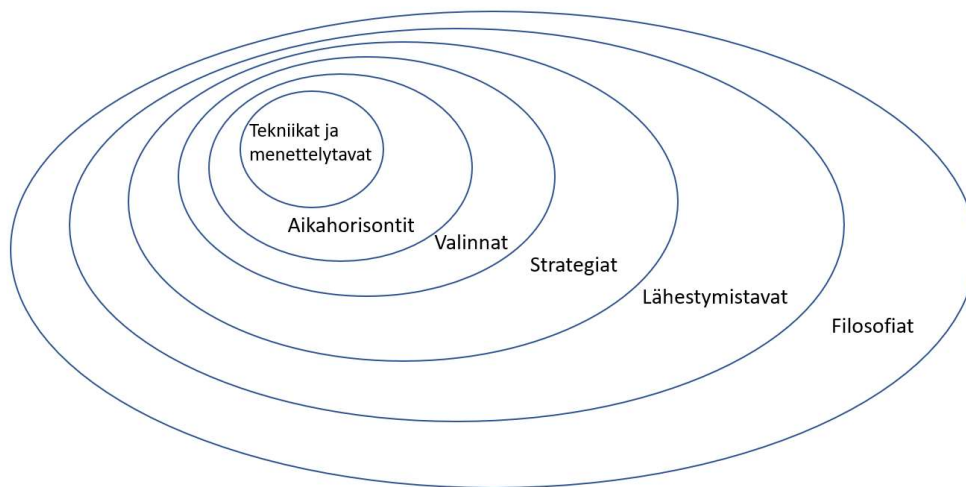 Tekniikat ja
menettelytavat
Aikahorisontit
Valinnat
Strategiat
Lähestymistavat
Filosofiat